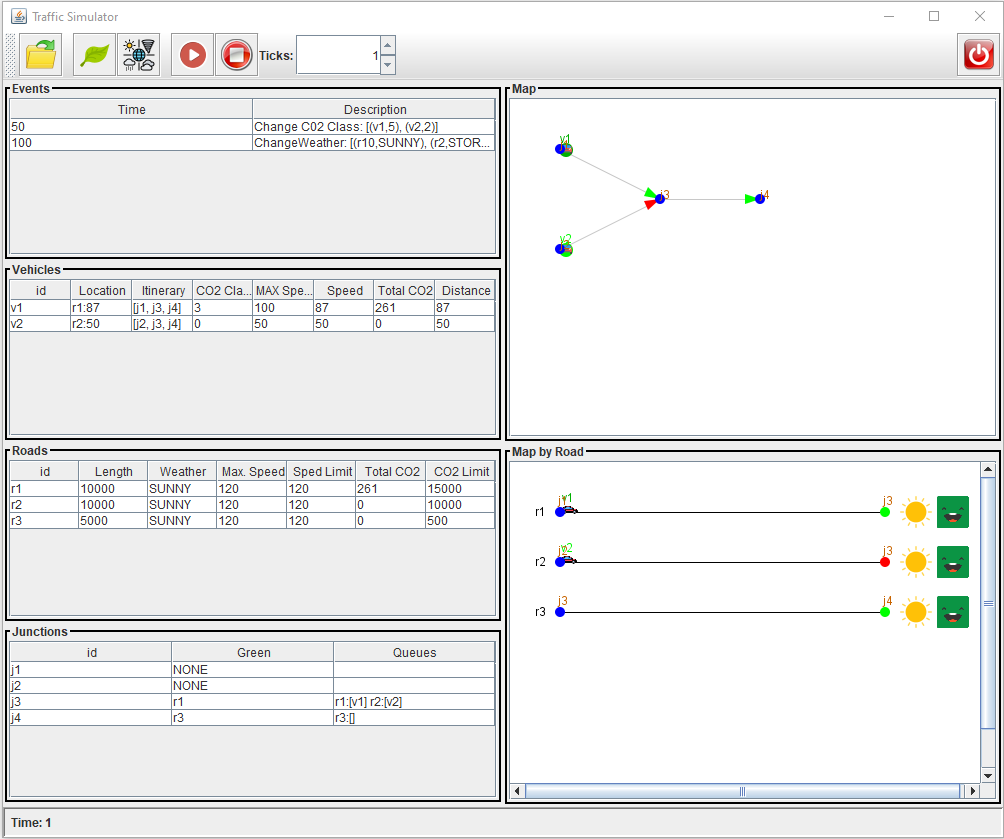 Traffic Simulator
Ticks: 1
Events
Time Description
50 Change C02 Class: [(v1,5), (v2,2)]
100 ChangeWeather: [(r10,SUNNY), (r2,STOR...
Vehicles
id Location Itinerary CO2 Cla... MAX Spe... Speed Total CO2 Distance
v1 r1:87 [j1, j3, j4] 3 100 87 261 87
v2 r2:50 [j2, j3, j4] 0 50 50 0 50
Roads
id Length Weather Max. Speed Sped Limit Total CO2 CO2 Limit
r1 10000 SUNNY 120 120 261 15000
r2 10000 SUNNY 120 120 0 10000
r3 5000 SUNNY 120 120 0 500
Junctions
id Green Queues
j1 NONE
j2 NONE
j3 r1 r1:[v1] r2:[v2]
j4 r3 r3:[]
Map
v1
j3 j4
v2
Map by Road
r1 j1 v1 j3
r2 j2 v2 j3
r3 j3 j4
Time: 1